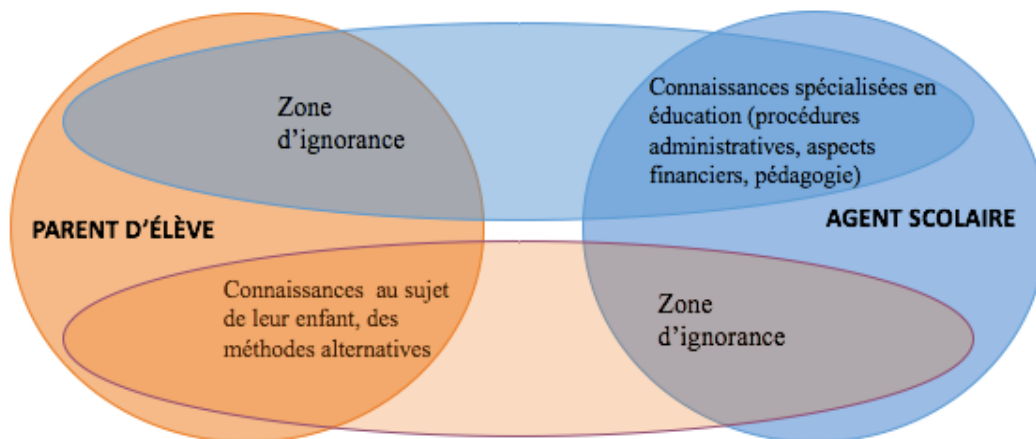 Zone
d’ignorance
Connaissances spécialisées en
éducation (procédures
administratives, aspects
financiers, pédagogie)
PARENT D’ÉLÈVE
AGENT SCOLAIRE
Connaissances au sujet
de leur enfant, des
méthodes alternatives
Zone
d’ignorance